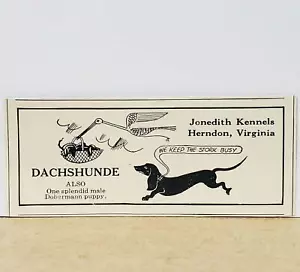 Jonedith Kennels
Herndon, Virginia
WE KEEP THE STORK BUSY
DACHSHUNDE
ALSO
One splendid male
Dobermann puppy.